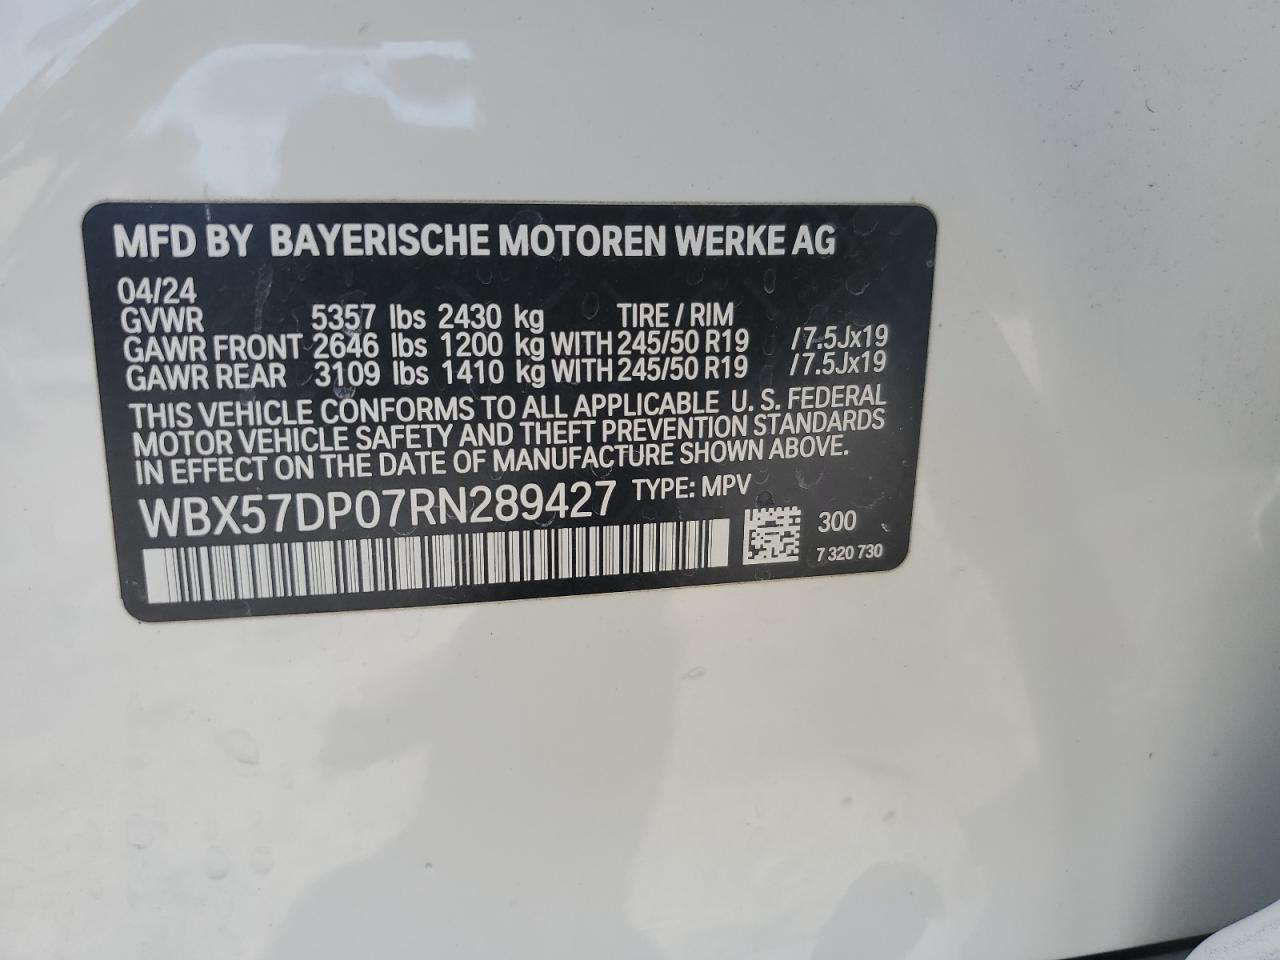 MFD BY BAYERISCHE MOTOREN WERKE AG
04/24
GVWR 5357 lbs 2430 kg TIRE / RIM
GAWR FRONT 2646 lbs 1200 kg WITH 245/50 R19 /7.5Jx19
GAWR REAR 3109 lbs 1410 kg WITH 245/50 R19 /7.5Jx19
THIS VEHICLE CONFORMS TO ALL APPLICABLE U. S. FEDERAL
MOTOR VEHICLE SAFETY AND THEFT PREVENTION STANDARDS
IN EFFECT ON THE DATE OF MANUFACTURE SHOWN ABOVE.
WBX57DP07RN289427 TYPE: MPV
300
7 320 730